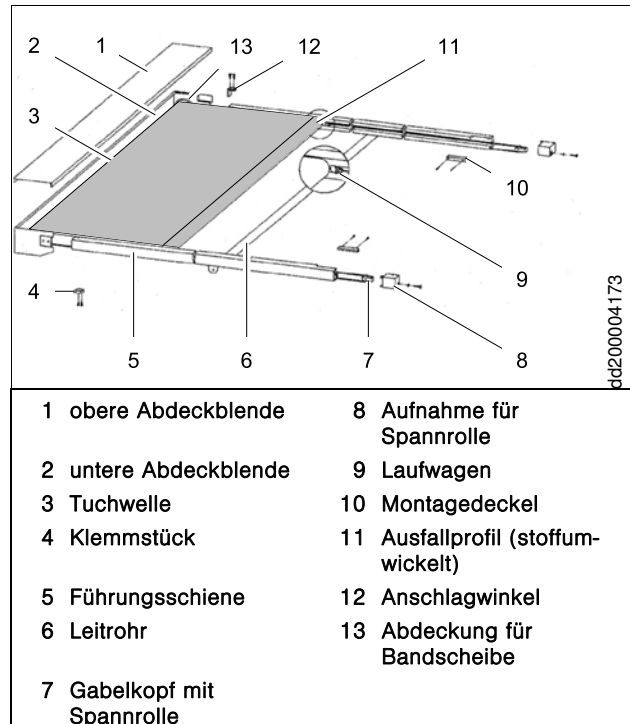 1
2
3
13
12
11
10
9
4
5
6
7
8
dd200004173
1 obere Abdeckblende
2 untere Abdeckblende
3 Tuchwelle
4 Klemmstück
5 Führungsschiene
6 Leitrohr
7 Gabelkopf mit
Spannrolle
8 Aufnahme für
Spannrolle
9 Laufwagen
10 Montagedeckel
11 Ausfallprofil (stoffum-
wickelt)
12 Anschlagwinkel
13 Abdeckung für
Bandscheibe